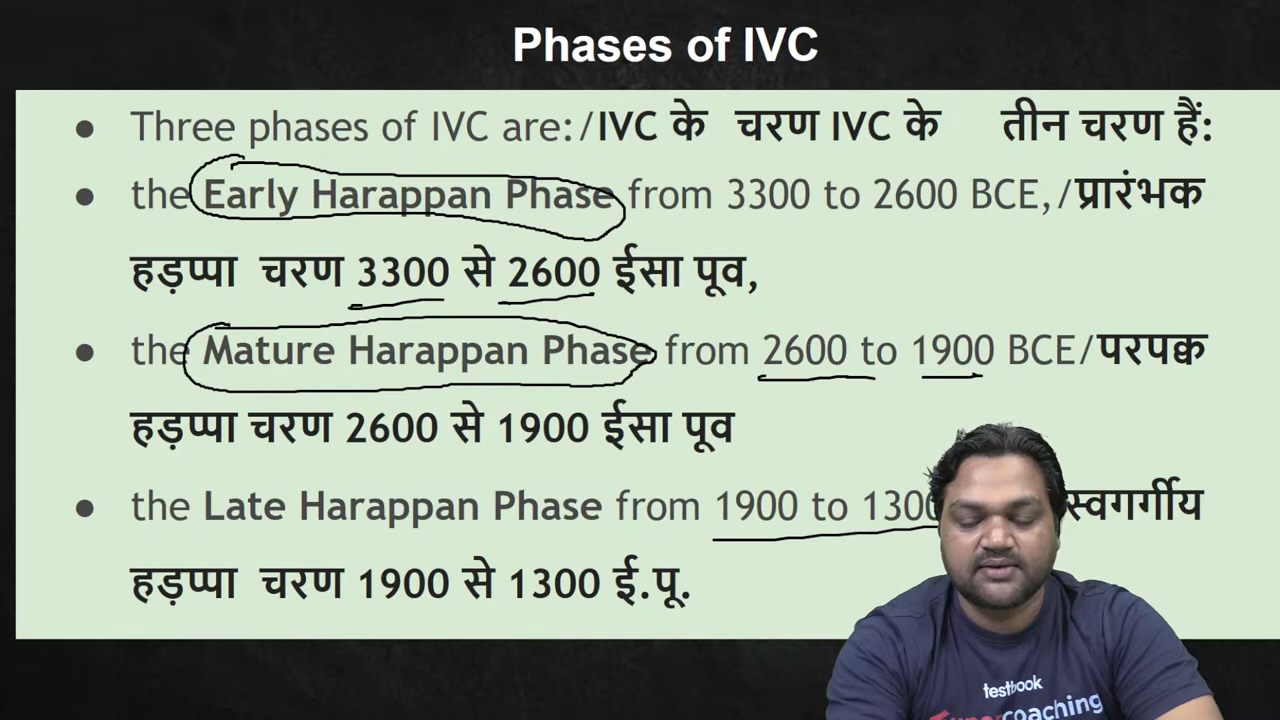 Phases of IVC
● Three phases of IVC are:/IVC के चरण IVC के तीन चरण हैं:
● the Early Harappan Phase from 3300 to 2600 BCE,/प्रारंभक
हड़प्पा चरण 3300 से 2600 ईसा पूव,
● the Mature Harappan Phase from 2600 to 1900 BCE/परपक्व
हड़प्पा चरण 2600 से 1900 ईसा पूव
● the Late Harappan Phase from 1900 to 1300 स्वगर्गीय
हड़प्पा चरण 1900 से 1300 ई.पू.
testbook
coaching